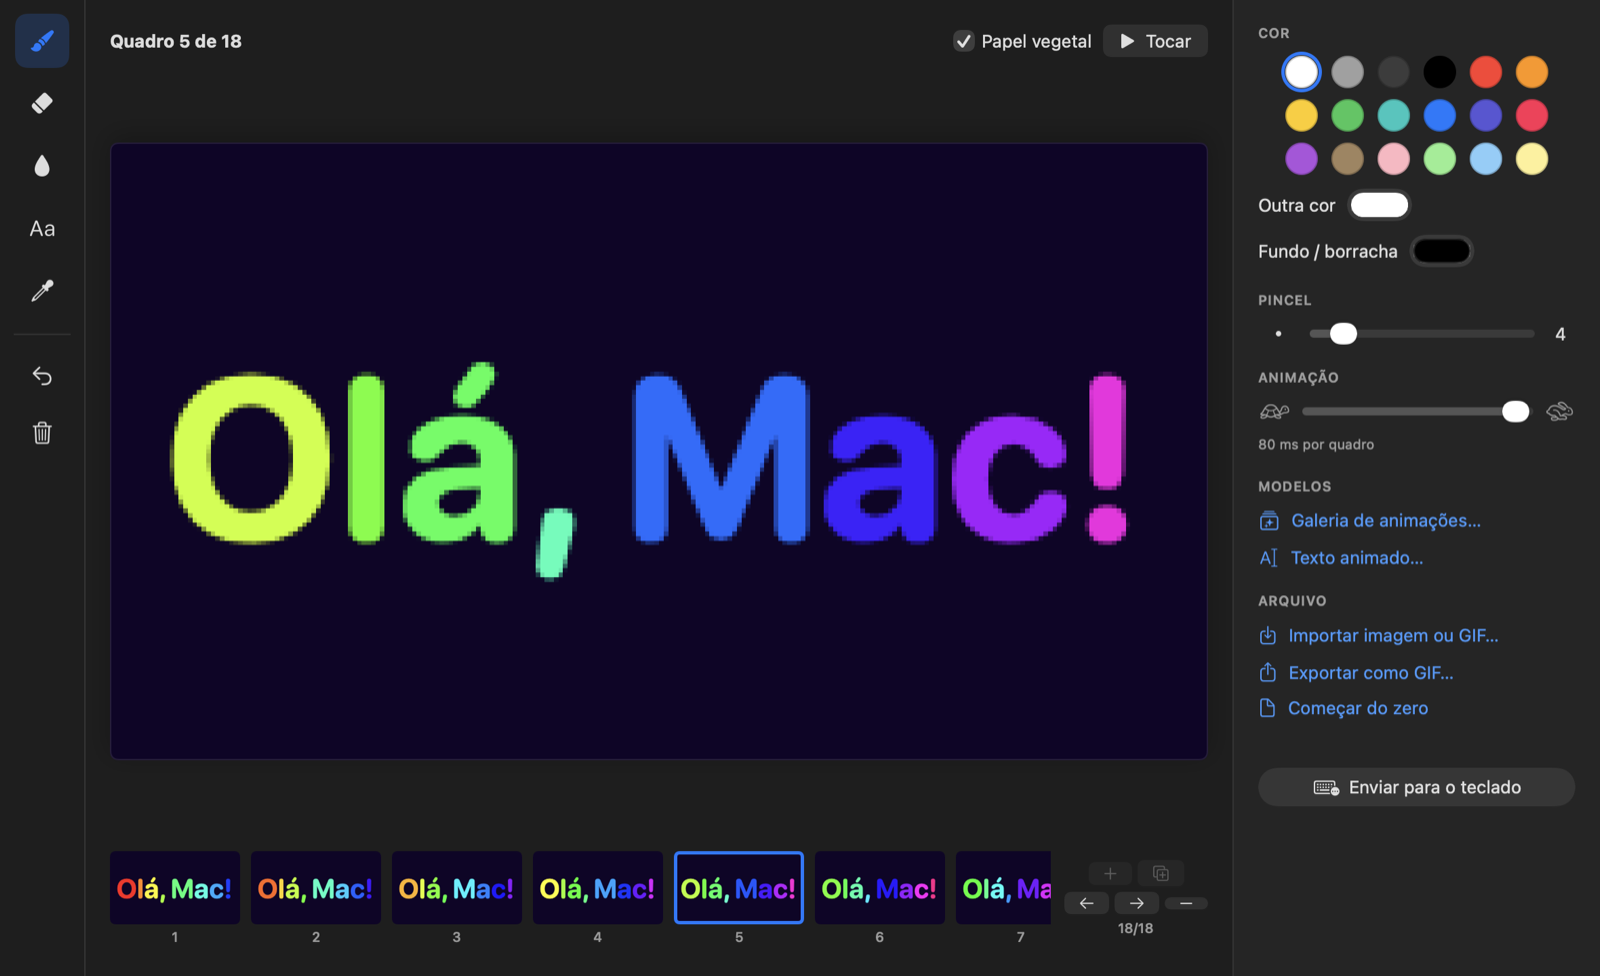 Quadro 5 de 18
Papel vegetal
Tocar
Aa
Olá, Mac!
Olá, Mac!
1
Olá, Mac!
2
Olá, Mac!
3
Olá, Mac!
4
Olá, Mac!
5
Olá, Mac!
6
Olá, Ma
7
18/18
COR
Outra cor
Fundo / borracha
PINCEL
4
ANIMAÇÃO
80 ms por quadro
MODELOS
Galeria de animações...
A Texto animado...
ARQUIVO
Importar imagem ou GIF...
Exportar como GIF...
Começar do zero
Enviar para o teclado